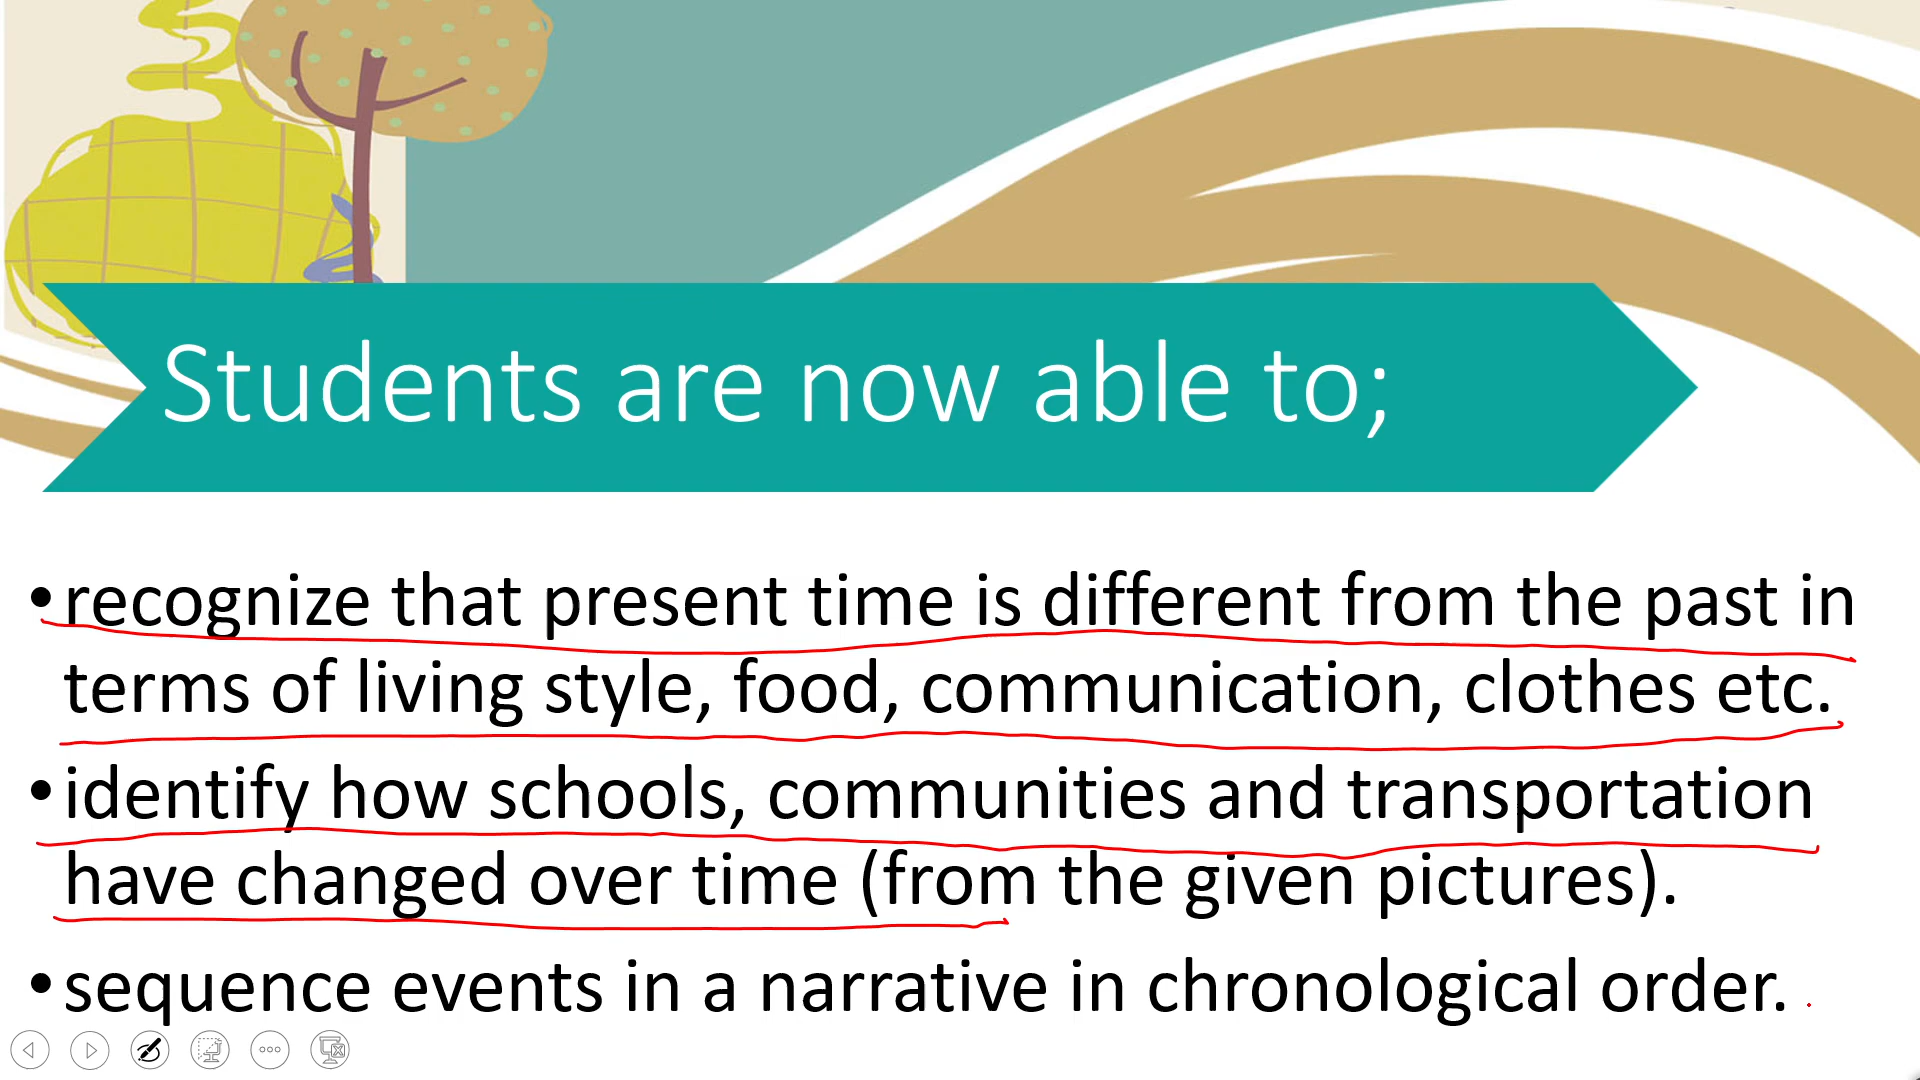 Students are now able to;
•recognize that present time is different from the past in
terms of living style, food, communication, clothes etc.
•identify how schools, communities and transportation
have changed over time (from the given pictures).
•sequence events in a narrative in chronological order.